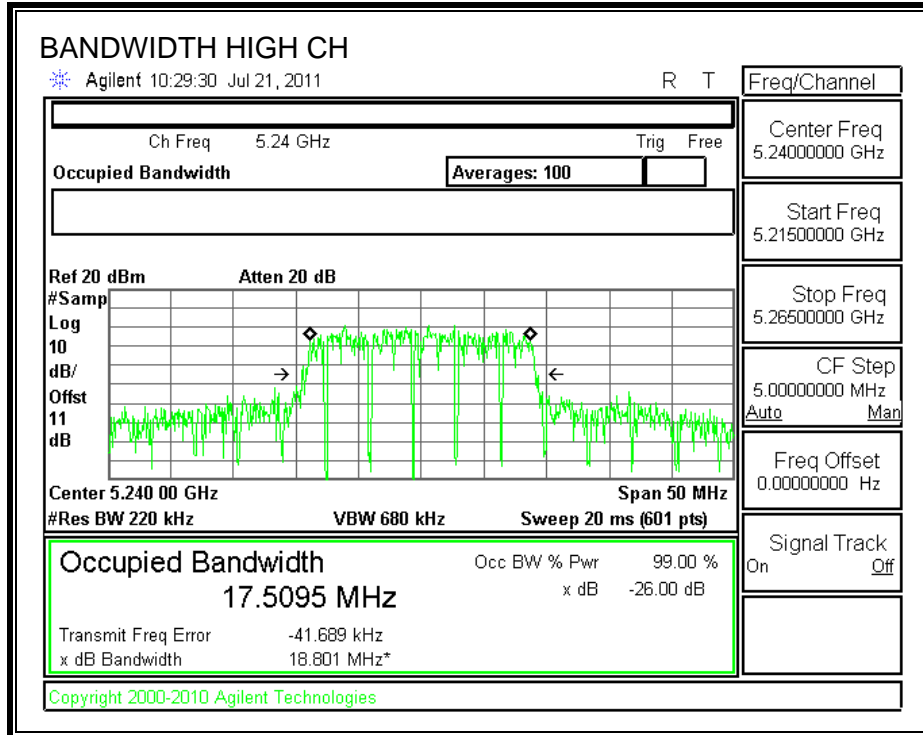 BANDWIDTH HIGH CH
Agilent 10:29:30 Jul 21, 2011 R T
Freq/Channel
Ch Freq 5.24 GHz Trig Free
Occupied Bandwidth Averages: 100
Center Freq
5.24000000 GHz
Start Freq
5.21500000 GHz
Stop Freq
5.26500000 GHz
CF Step
5.00000000 MHz
Auto Man
Freq Offset
0.00000000 Hz
Signal Track
On Off
Ref 20 dBm Atten 20 dB
#Samp
Log
10
dB/
Offst
11
dB
Center 5.240 00 GHz Span 50 MHz
#Res BW 220 kHz VBW 680 kHz Sweep 20 ms (601 pts)
Occupied Bandwidth Occ BW % Pwr 99.00 %
17.5095 MHz x dB -26.00 dB
Transmit Freq Error -41.689 kHz
x dB Bandwidth 18.801 MHz*
Copyright 2000-2010 Agilent Technologies